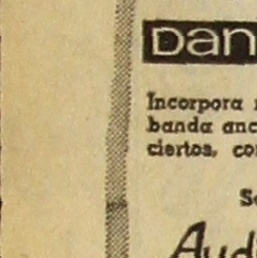 Dan
Incorpora
banda anc
ciertos, co
S
Aud